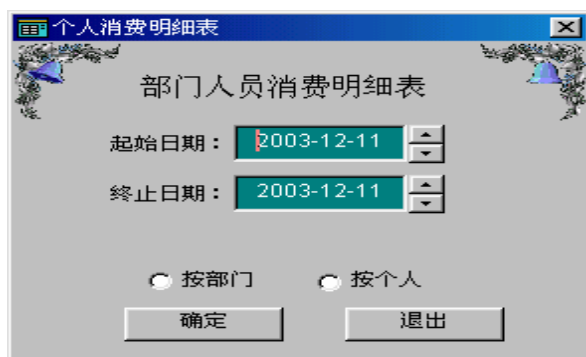 个人消费明细表
部门人员消费明细表
起始日期： 2003-12-11
终止日期： 2003-12-11
按部门 按个人
确定 退出